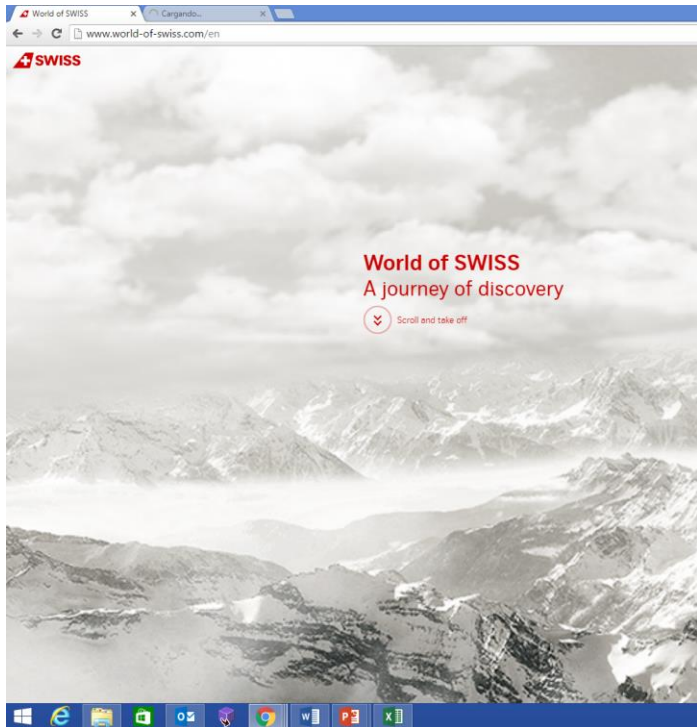 World of SWISS
Cargando...
www.world-of-swiss.com/en
SWISS
World of SWISS
A journey of discovery
Scroll and take off